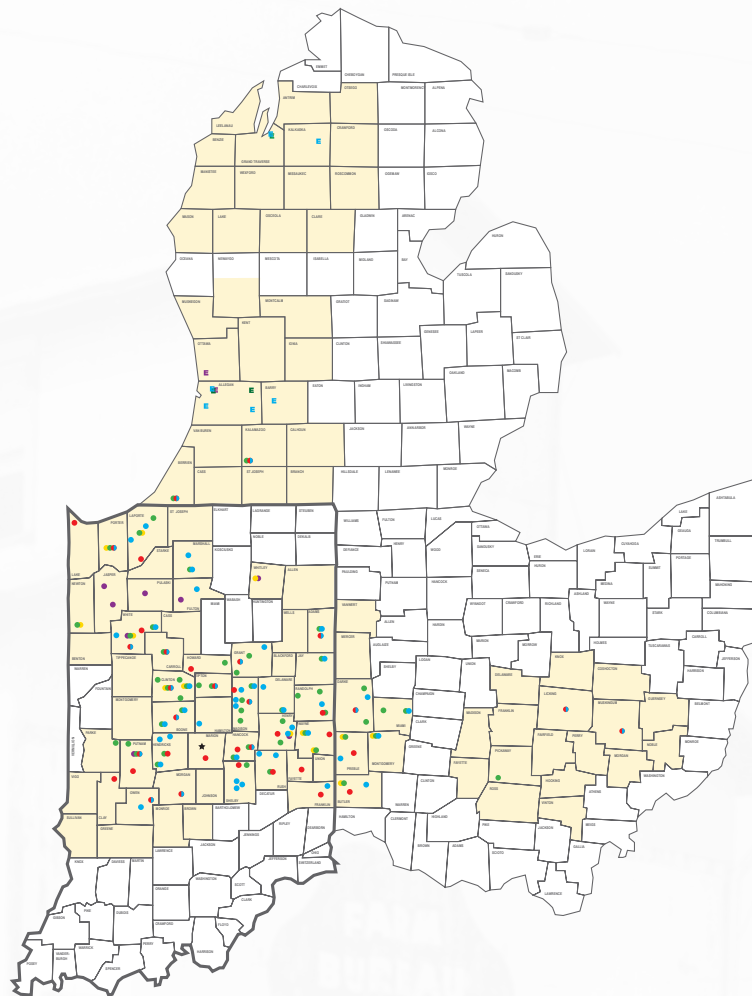 EMMET
CHEBOYGAN
PRESQUE ISLE
CHARLEVOIX
ANTRIM
OTSEGO
MONTMORENCY
ALPENA
LEELANAU
BENZIE
GRAND TRAVERSE
KALKASKA
CRAWFORD
OSCODA
ALCONA
E
MANISTEE
WEXFORD
MISSAUKEE
ROSCOMMON
OGEMAW
IOSCO
MASON
LAKE
OSCEOLA
CLARE
GLADWIN
ARENAC
HURON
OCEANA
NEWAYGO
MECOSTA
ISABELLA
MIDLAND
BAY
TUSCOLA
SANILAC
MUSKEGON
MONTCALM
GRATIOT
SAGINAW
KENT
OTTAWA
IONIA
CLINTON
SHIAWASSEE
GENESEE
LAPEER
ST CLAIR
E
ALLEGAN
BARRY
EATON
INGHAM
LIVINGSTON
OAKLAND
MACOMB
E
E
E
E
E
VAN BUREN
KALAMAZOO
CALHOUN
JACKSON
WASHTENAW
WAYNE
BERRIEN
CASS
ST JOSEPH
BRANCH
HILLSDALE
LENAWEE
MONROE
LAKE
PORTER
LAPORTE
ST. JOSEPH
ELKHART
LAGRANGE
STEUBEN
NOBLE
DEKALB
STARKE
MARSHALL
KOSCIUSKO
WHITLEY
ALLEN
NEWTON
JASPER
PULASKI
FULTON
MIAMI
WABASH
HUNTINGTON
WELLS
ADAMS
WHITE
CASS
BENTON
CARROLL
HOWARD
GRANT
BLACKFORD
JAY
WARREN
TIPPECANOE
CLINTON
TIPTON
DELAWARE
RANDOLPH
FOUNTAIN
MONTGOMERY
BOONE
HAMILTON
MADISON
HENRY
WAYNE
VERMILLION
PARKE
PUTNAM
HENDRICKS
MARION
HANCOCK
FAYETTE
UNION
VIGO
CLAY
OWEN
MORGAN
JOHNSON
SHELBY
RUSH
FRANKLIN
SULLIVAN
GREENE
MONROE
BROWN
BARTHOLOMEW
DECATUR
RIPLEY
DEARBORN
OHIO
SWITZERLAND
JENNINGS
JEFFERSON
JACKSON
LAWRENCE
KNOX
DAVIESS
MARTIN
ORANGE
WASHINGTON
SCOTT
CLARK
FLOYD
HARRISON
CRAWFORD
DUBOIS
PIKE
GIBSON
POSEY
VANDER-
BURGH
WARRICK
SPENCER
PERRY
WILLIAMS
FULTON
LUCAS
OTTAWA
DEFIANCE
HENRY
WOOD
SANDUSKY
ERIE
LORAIN
CUYAHOGA
LAKE
GEAUGA
ASHTABULA
TRUMBULL
PAULDING
PUTNAM
HANCOCK
SENECA
HURON
ASHLAND
MEDINA
SUMMIT
PORTAGE
MAHONING
VAN WERT
ALLEN
HARDIN
WYANDOT
CRAWFORD
RICHLAND
WAYNE
STARK
COLUMBIANA
MERCER
AUGLAIZE
MARION
MORROW
HOLMES
TUSCARAWAS
CARROLL
JEFFERSON
DARKE
SHELBY
LOGAN
UNION
DELAWARE
KNOX
COSHOCTON
HARRISON
CHAMPAIGN
LICKING
MUSKINGUM
GUERNSEY
BELMONT
MIAMI
CLARK
MADISON
FRANKLIN
FAIRFIELD
PERRY
NOBLE
MONROE
PREBLE
MONTGOMERY
GREENE
FAYETTE
PICKAWAY
MORGAN
WASHINGTON
BUTLER
WARREN
CLINTON
ROSS
HOCKING
ATHENS
HAMILTON
CLERMONT
HIGHLAND
PIKE
VINTON
JACKSON
MEIGS
GALLIA
BROWN
ADAMS
SCIOTO
LAWRENCE